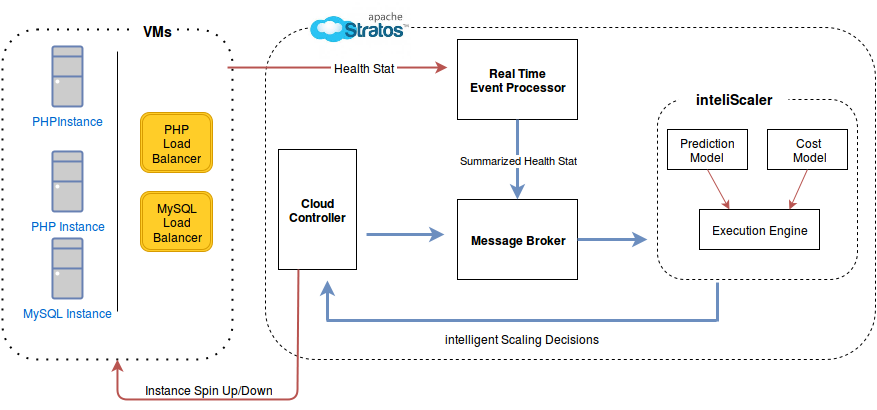 VMs
PHPInstance
PHP Instance
MySQL Instance
PHP
Load
Balancer
MySQL
Load
Balancer
apache
Stratos™
Health Stat
Real Time
Event Processor
Summarized Health Stat
Cloud
Controller
Message Broker
inteliScaler
Prediction
Model
Cost
Model
Execution Engine
intelligent Scaling Decisions
Instance Spin Up/Down